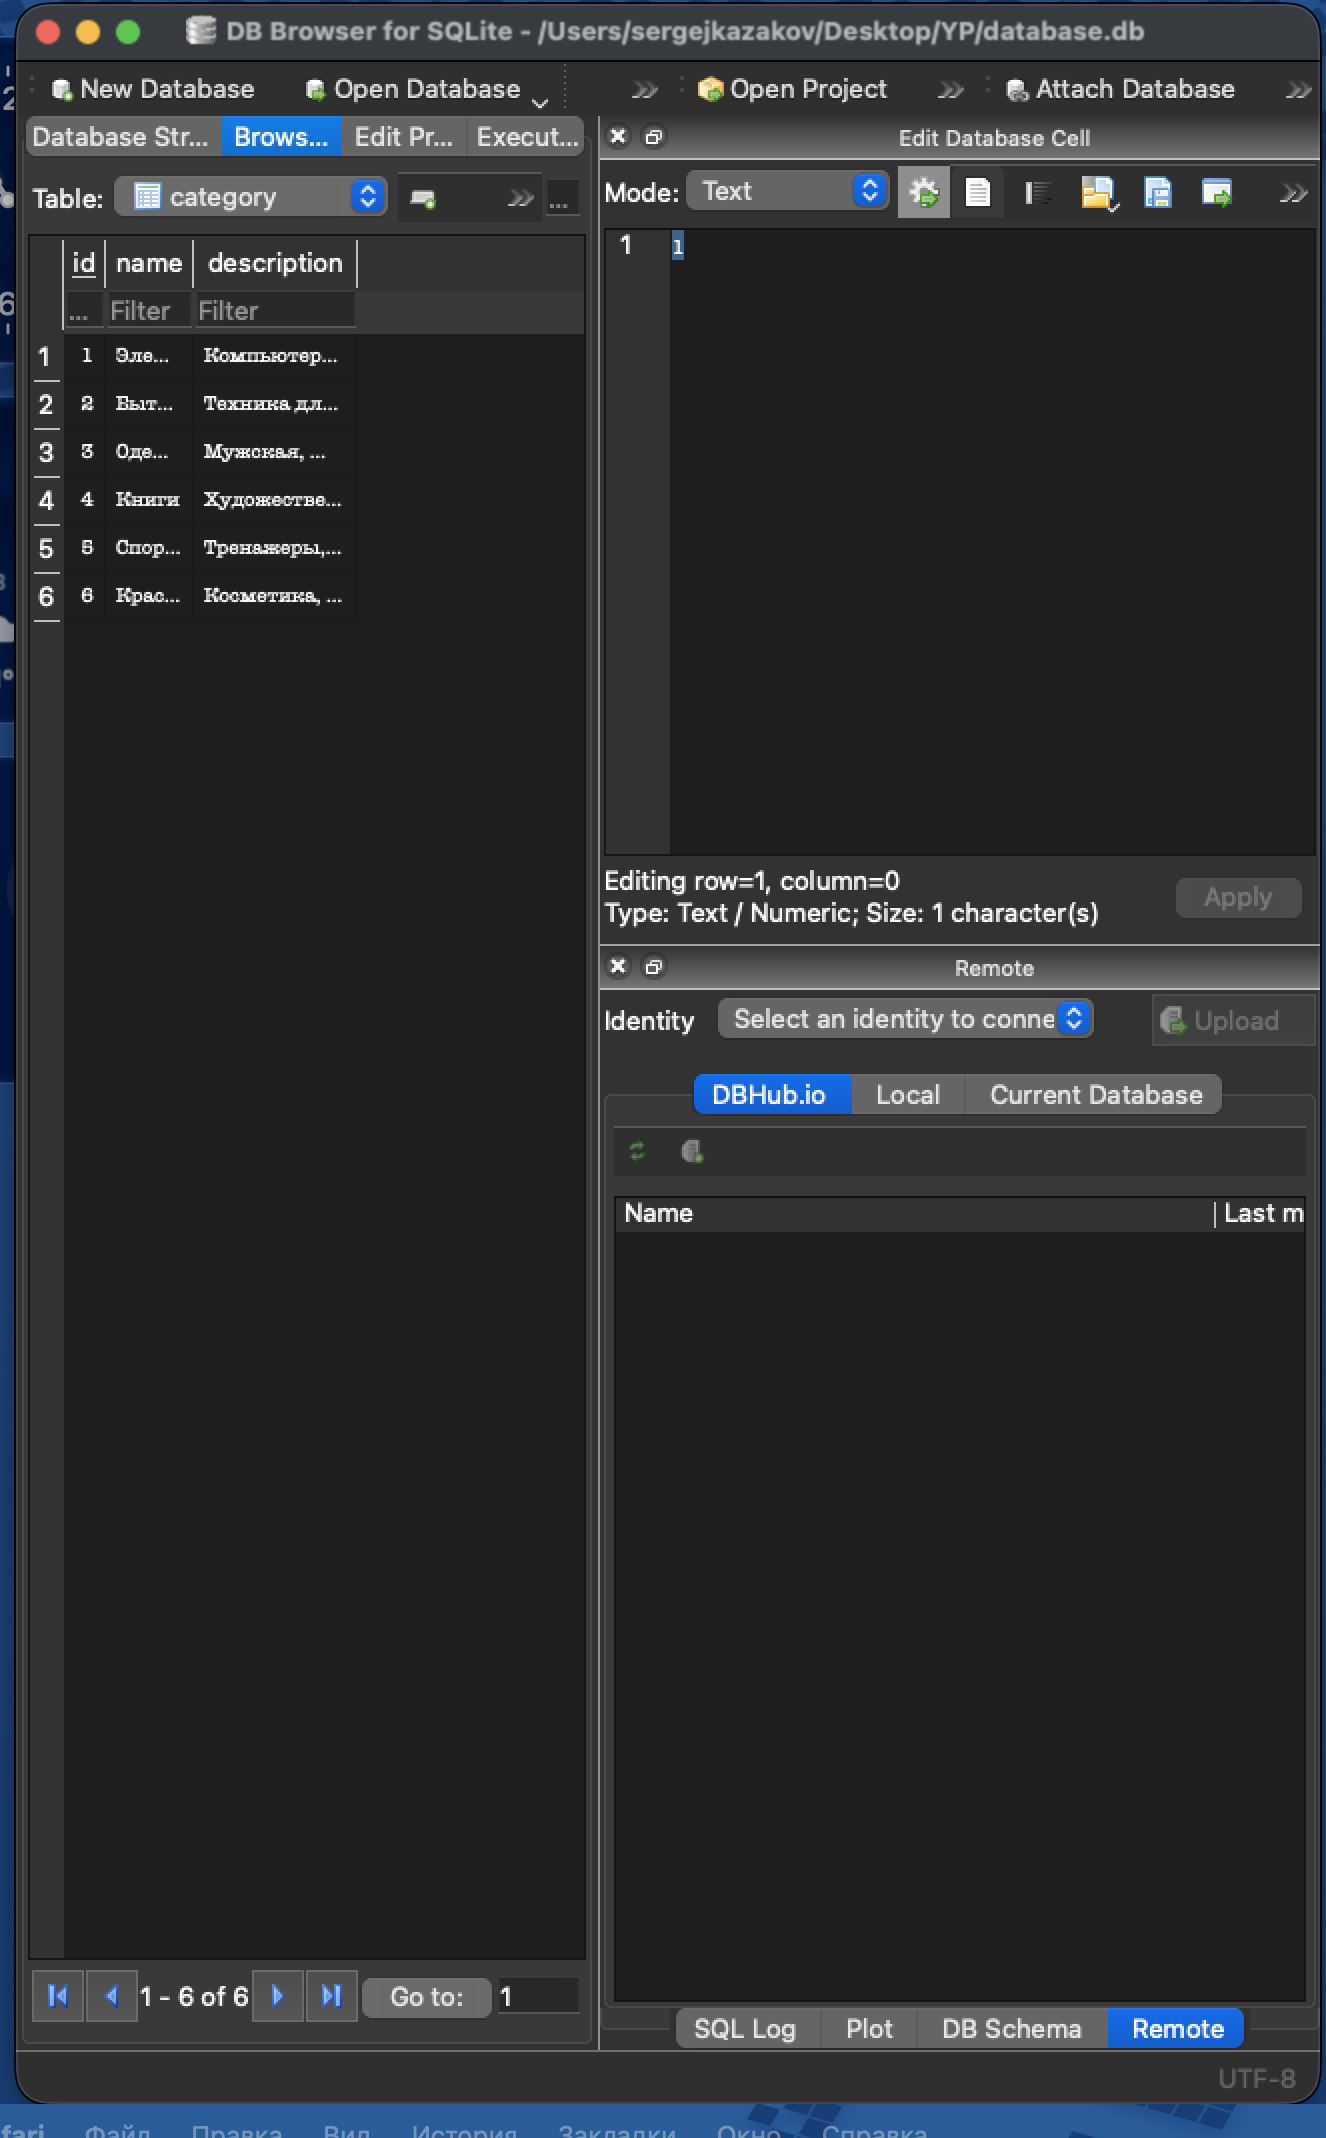 DB Browser for SQLite - /Users/sergejkazakov/Desktop/YP/database.db
New Database Open Database Open Project Attach Database
Database Str... Brows... Edit Pr... Execut...
Table: category ...
id name description
... Filter Filter
1 1 Эле... Компьютер...
2 2 Быт... Техника дл...
3 3 Оде... Мужская, ...
4 4 Книги Художестве...
5 5 Спор... Тренажеры,...
6 6 Крас... Косметика, ...
1 - 6 of 6 Go to: 1
Edit Database Cell
Mode: Text
1 1
Editing row=1, column=0
Type: Text / Numeric; Size: 1 character(s)
Apply
Remote
Identity Select an identity to conne Upload
DBHub.io Local Current Database
Name Last m
SQL Log Plot DB Schema Remote
UTF-8
fari Файл Правка Вид История Закладки Окно Справка